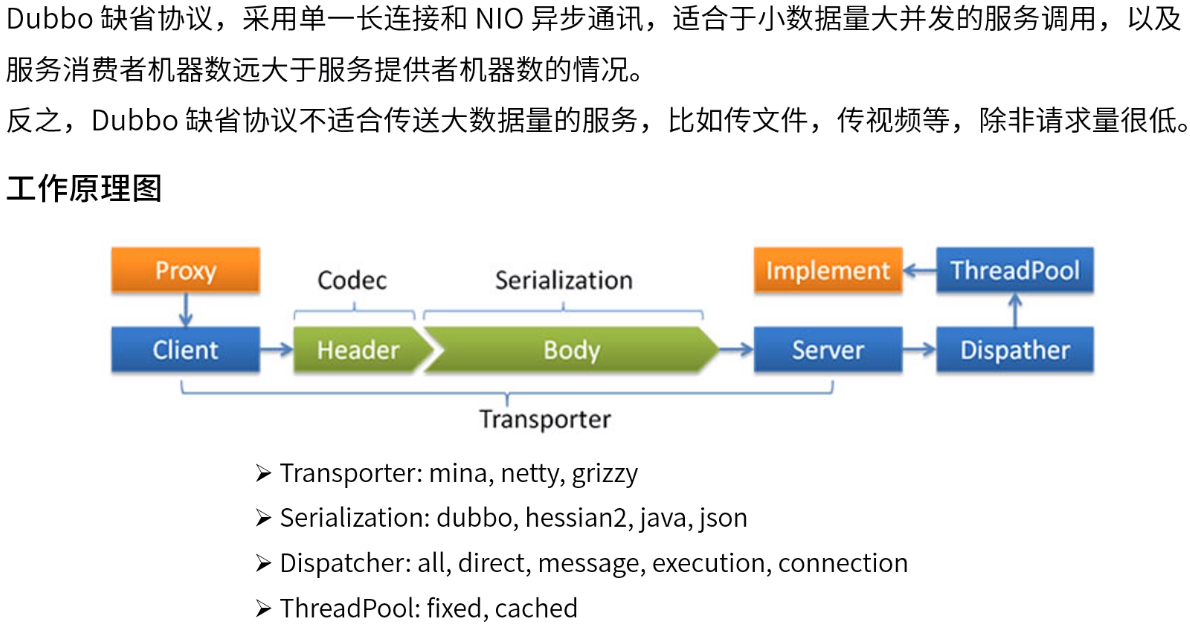 Dubbo 缺省协议，采用单一长连接和 NIO 异步通讯，适合于小数据量大并发的服务调用，以及
服务消费者机器数远大于服务提供者机器数的情况。
反之，Dubbo 缺省协议不适合传送大数据量的服务，比如传文件，传视频等，除非请求量很低。
工作原理图
Proxy
Codec
Serialization
Implement
ThreadPool
Client
Header
Body
Server
Dispather
Transporter
➢ Transporter: mina, netty, grizzy
➢ Serialization: dubbo, hessian2, java, json
➢ Dispatcher: all, direct, message, execution, connection
➢ ThreadPool: fixed, cached